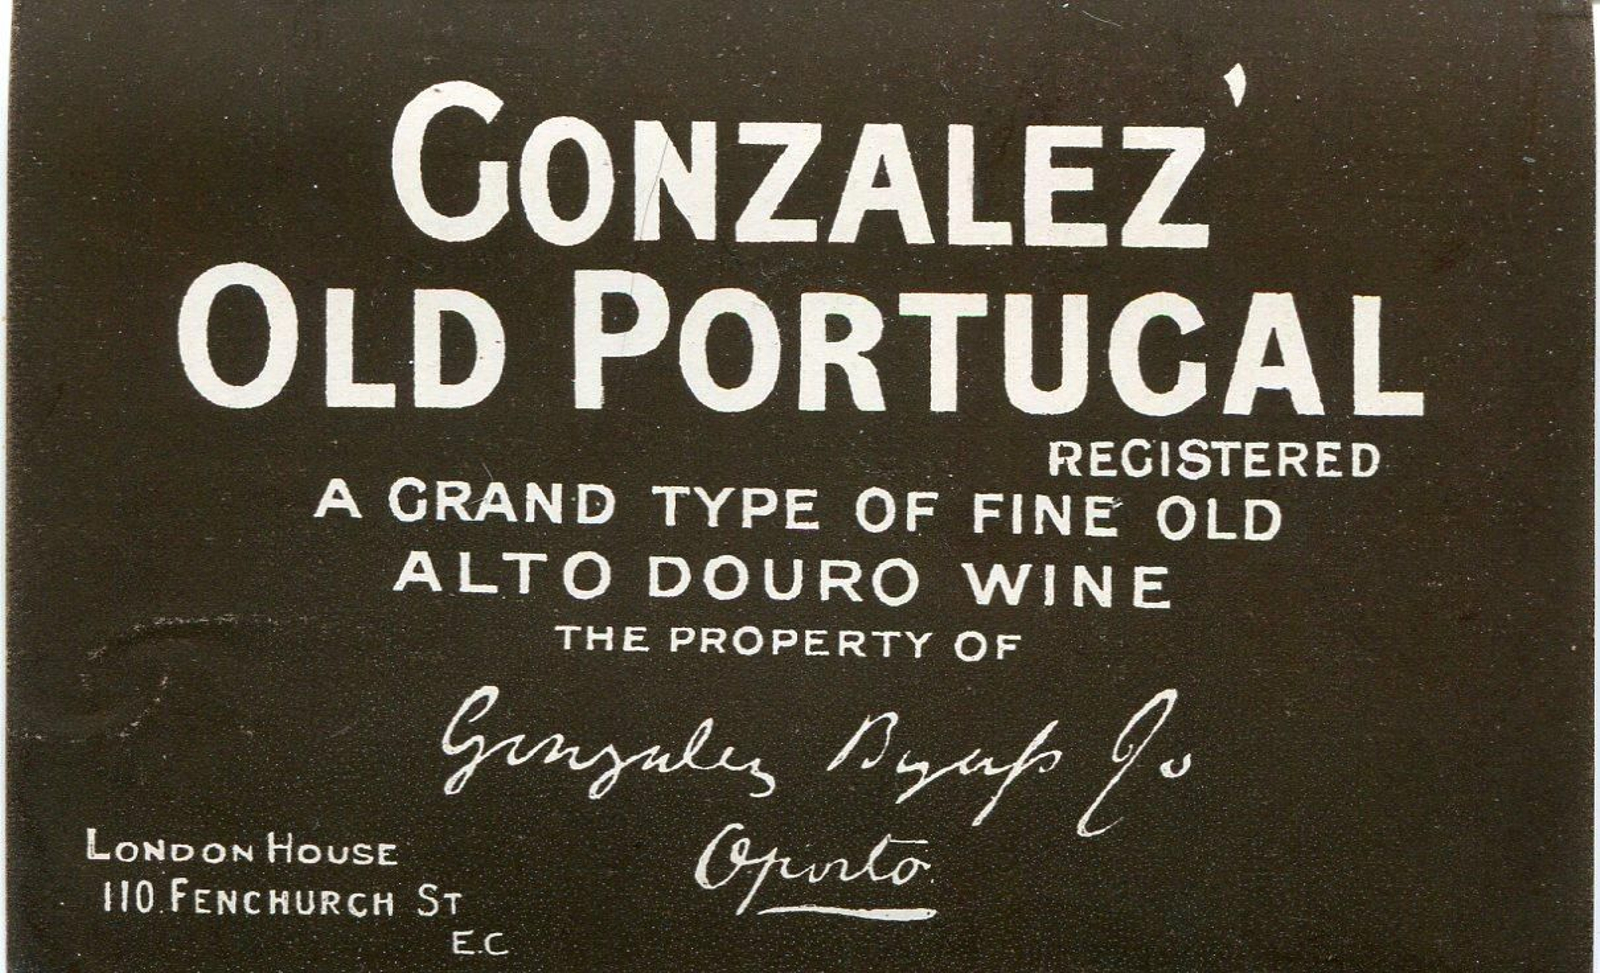 GONZALEZ'
OLD PORTUGAL
REGISTERED
A GRAND TYPE OF FINE OLD
ALTO DOURO WINE
THE PROPERTY OF
Gonzalez Byass Co
Oporto
LONDON HOUSE
110 FENCHURCH ST
E.C